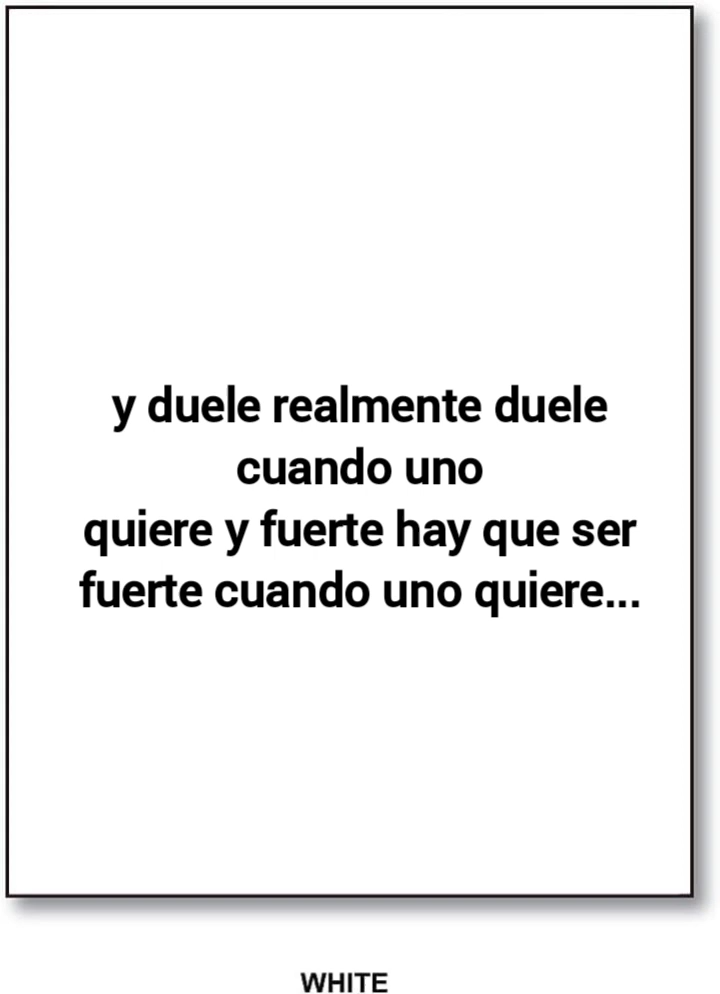 y duele realmente duele
cuando uno
quiere y fuerte hay que ser
fuerte cuando uno quiere...
WHITE